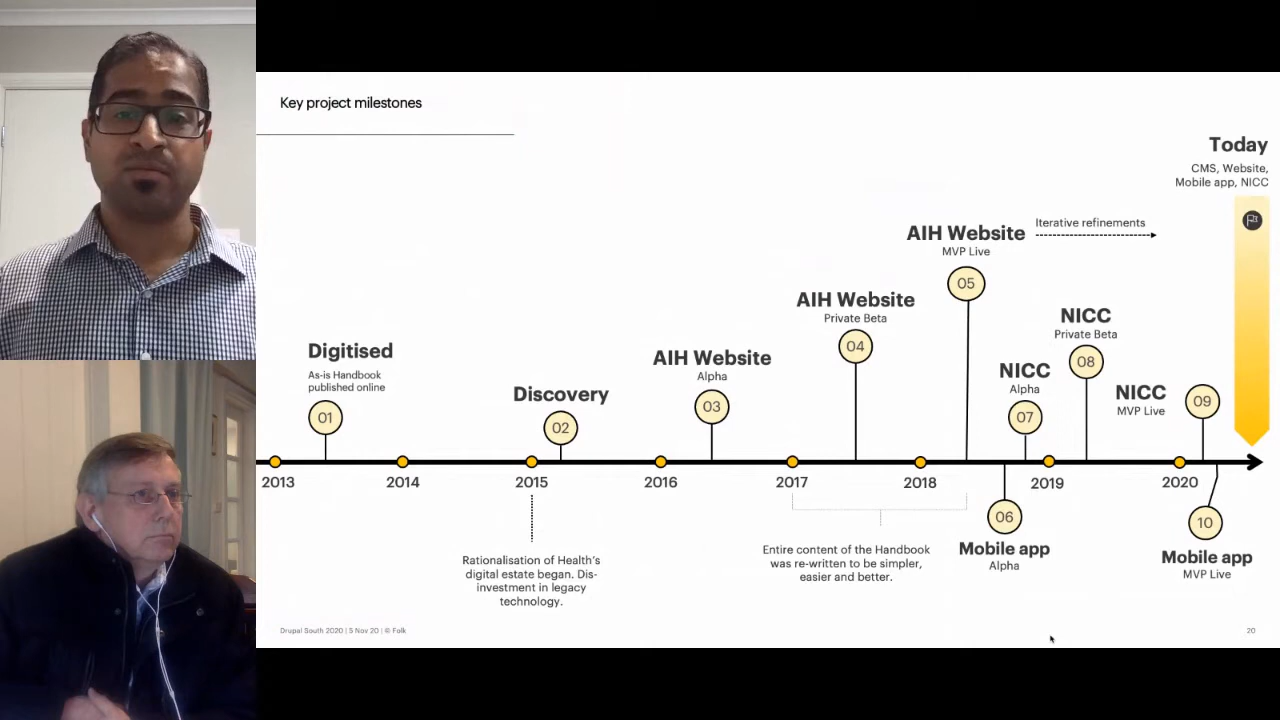 Key project milestones
Today
CMS, Website,
Mobile app, NICC
Iterative refinements
AIH Website
MVP Live
05
AIH Website
Private Beta
04
NICC
Private Beta
08
Digitised
As-is Handbook
published online
01
AIH Website
Alpha
03
NICC
Alpha
07
Discovery
02
NICC
MVP Live
09
2013
2014
2015
2016
2017
2018
2019
2020
06
Mobile app
Alpha
10
Mobile app
MVP Live
Rationalisation of Health's
digital estate began. Dis-
investment in legacy
technology.
Entire content of the Handbook
was re-written to be simpler,
easier and better.
Drupal South 2020 | 5 Nov 20 | © Folk
20